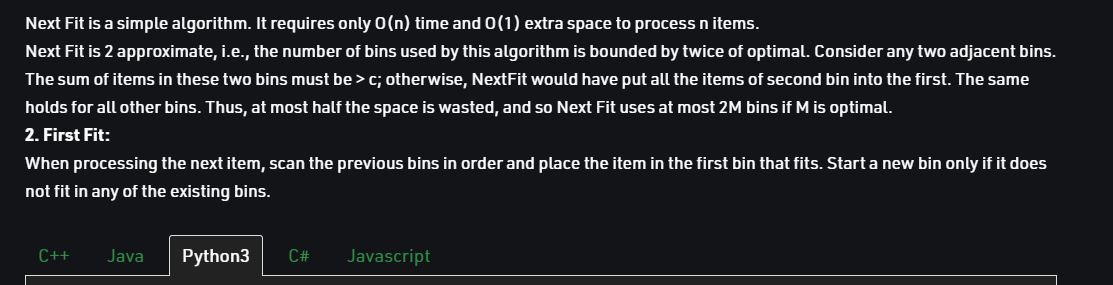 Next Fit is a simple algorithm. It requires only O(n) time and O(1) extra space to process n items.
Next Fit is 2 approximate, i.e., the number of bins used by this algorithm is bounded by twice of optimal. Consider any two adjacent bins.
The sum of items in these two bins must be > c; otherwise, NextFit would have put all the items of second bin into the first. The same
holds for all other bins. Thus, at most half the space is wasted, and so Next Fit uses at most 2M bins if M is optimal.
2. First Fit:
When processing the next item, scan the previous bins in order and place the item in the first bin that fits. Start a new bin only if it does
not fit in any of the existing bins.
C++ Java Python3 C# Javascript